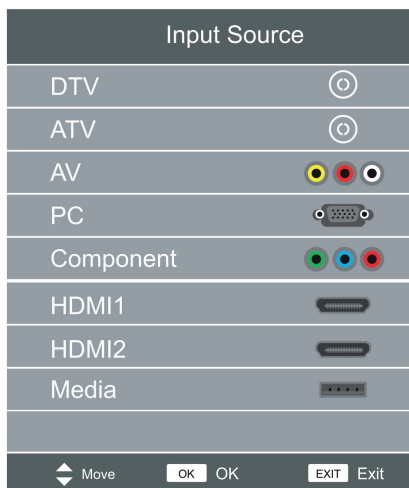 Input Source
DTV
ATV
AV
PC
Component
HDMI1
HDMI2
Media
Move OK OK EXIT Exit